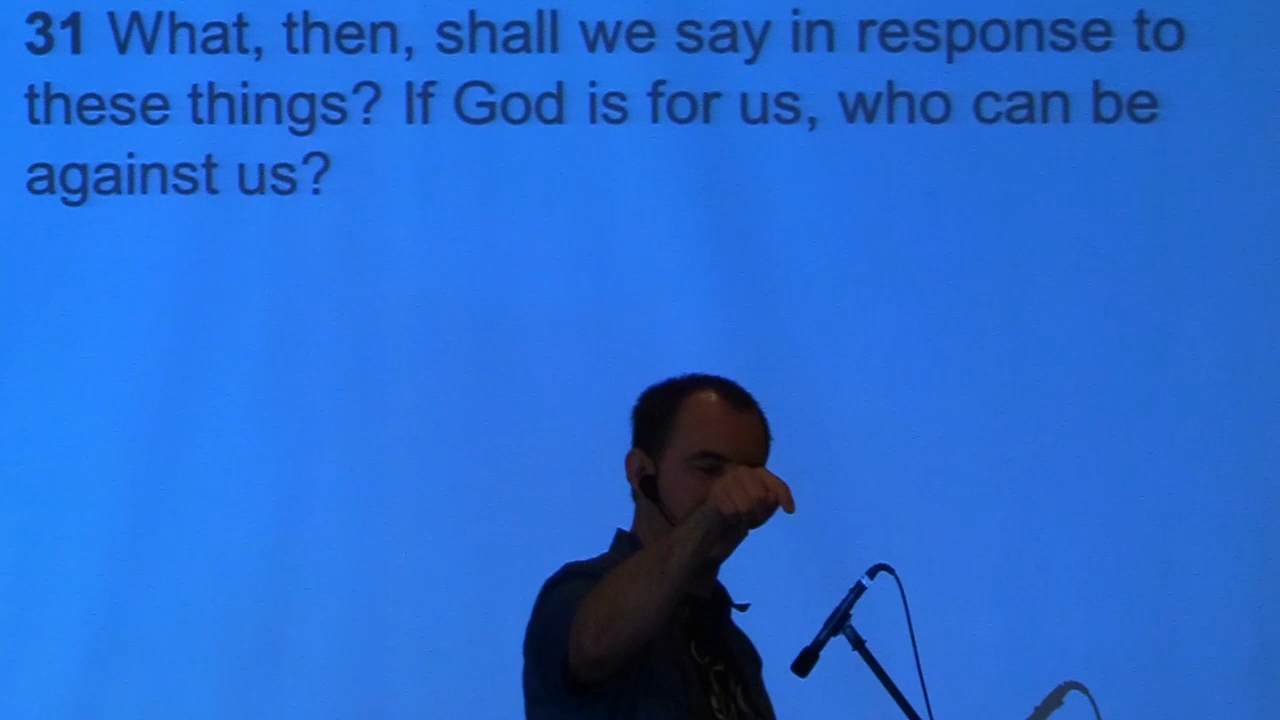 31 What, then, shall we say in response to
these things? If God is for us, who can be
against us?